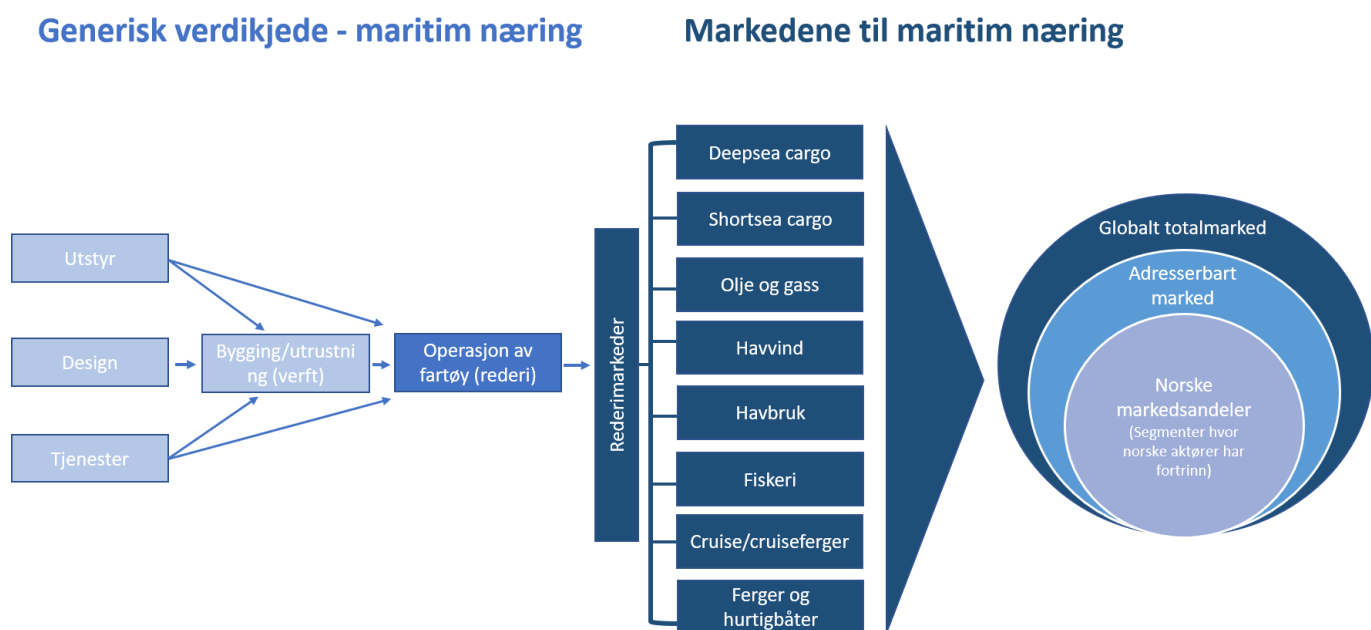 Generisk verdikjede - maritim næring
Markedene til maritim næring
Utstyr
Design
Tjenester
Bygging/utrustni
ng (verft)
Operasjon av
fartøy (rederi)
Rederimarkeder
Deepsea cargo
Shortsea cargo
Olje og gass
Havvind
Havbruk
Fiskeri
Cruise/cruiseferger
Ferger og
hurtigbåter
Globalt totalmarked
Adresserbart
marked
Norske
markedsandeler
(Segmenter hvor
norske aktører har
fortrinn)